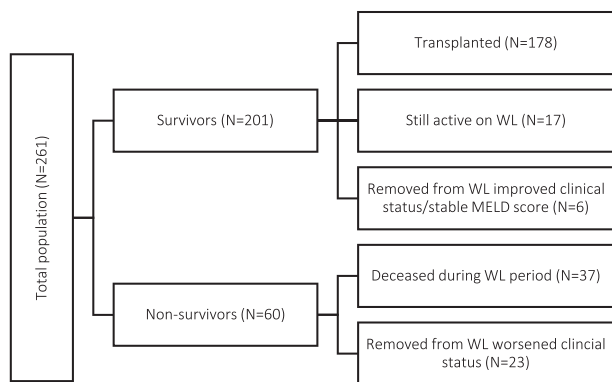 Total population (N=261)
Survivors (N=201)
Transplanted (N=178)
Still active on WL (N=17)
Removed from WL improved clinical
status/stable MELD score (N=6)
Non-survivors (N=60)
Deceased during WL period (N=37)
Removed from WL worsened clincial
status (N=23)